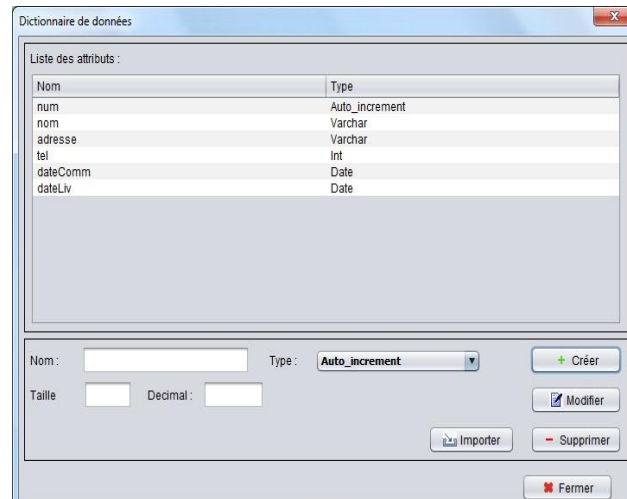 Dictionnaire de données
Liste des attributs :
Nom Type
num Auto_increment
nom Varchar
adresse Varchar
tel Int
dateComm Date
dateLiv Date
Nom : Type : Auto_increment + Créer
Taille Decimal : Modifier
Importer − Supprimer
Fermer